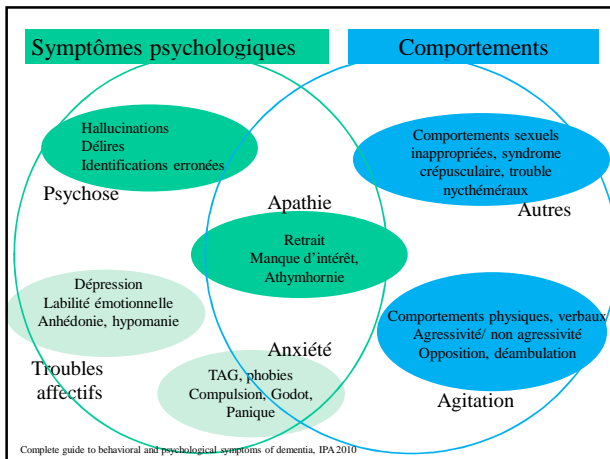 Symptômes psychologiques
Comportements
Hallucinations
Délires
Identifications erronées
Psychose
Comportements sexuels
inappropriées, syndrome
crépusculaire, trouble
nycthéméraux
Autres
Apathie
Retrait
Manque d'intérêt,
Athymhornie
Dépression
Labilité émotionnelle
Anhédonie, hypomanie
Troubles
affectifs
Anxiété
TAG, phobies
Compulsion, Godot,
Panique
Comportements physiques, verbaux/
Agressivité/ non agressivité
Opposition, déambulation
Agitation
Complete guide to behavioral and psychological symptoms of dementia, IPA 2010